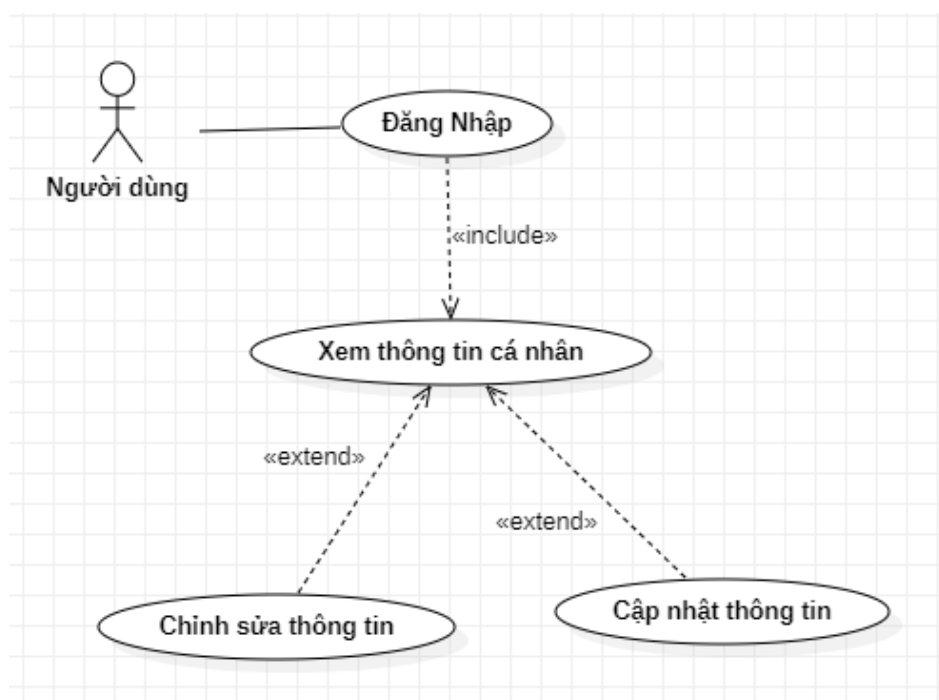 Đăng Nhập
Người dùng
«include»
Xem thông tin cá nhân
«extend»
«extend»
Chỉnh sửa thông tin
Cập nhật thông tin